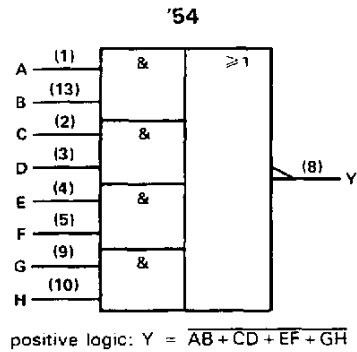 '54
A (1) &
≥1
B (13)
C (2) &
D (3)
(8) Y
E (4) &
F (5)
G (9) &
H (10)
positive logic: Y = AB + CD + EF + GH